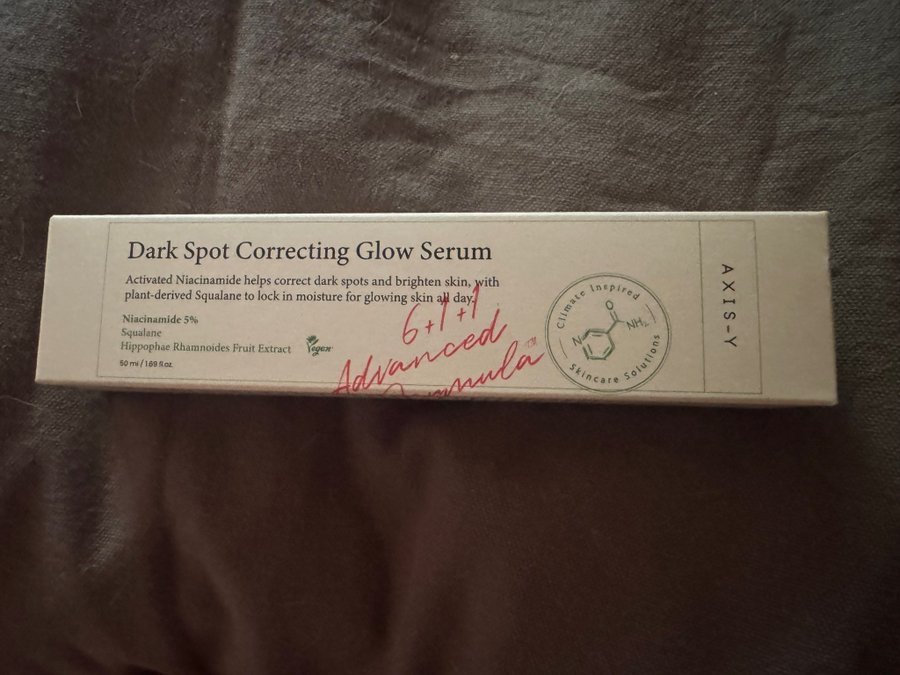 Dark Spot Correcting Glow Serum
Activated Niacinamide helps correct dark spots and brighten skin, with
plant-derived Squalane to lock in moisture for glowing skin all day.
Niacinamide 5%
Squalane
Hippophae Rhamnoides Fruit Extract
Vegan
50 ml / 1.69 fl.oz.
6+1+1
Advanced
Formula™
Climate Inspired
N
O
NH₂
Skincare Solutions
AXIS-Y